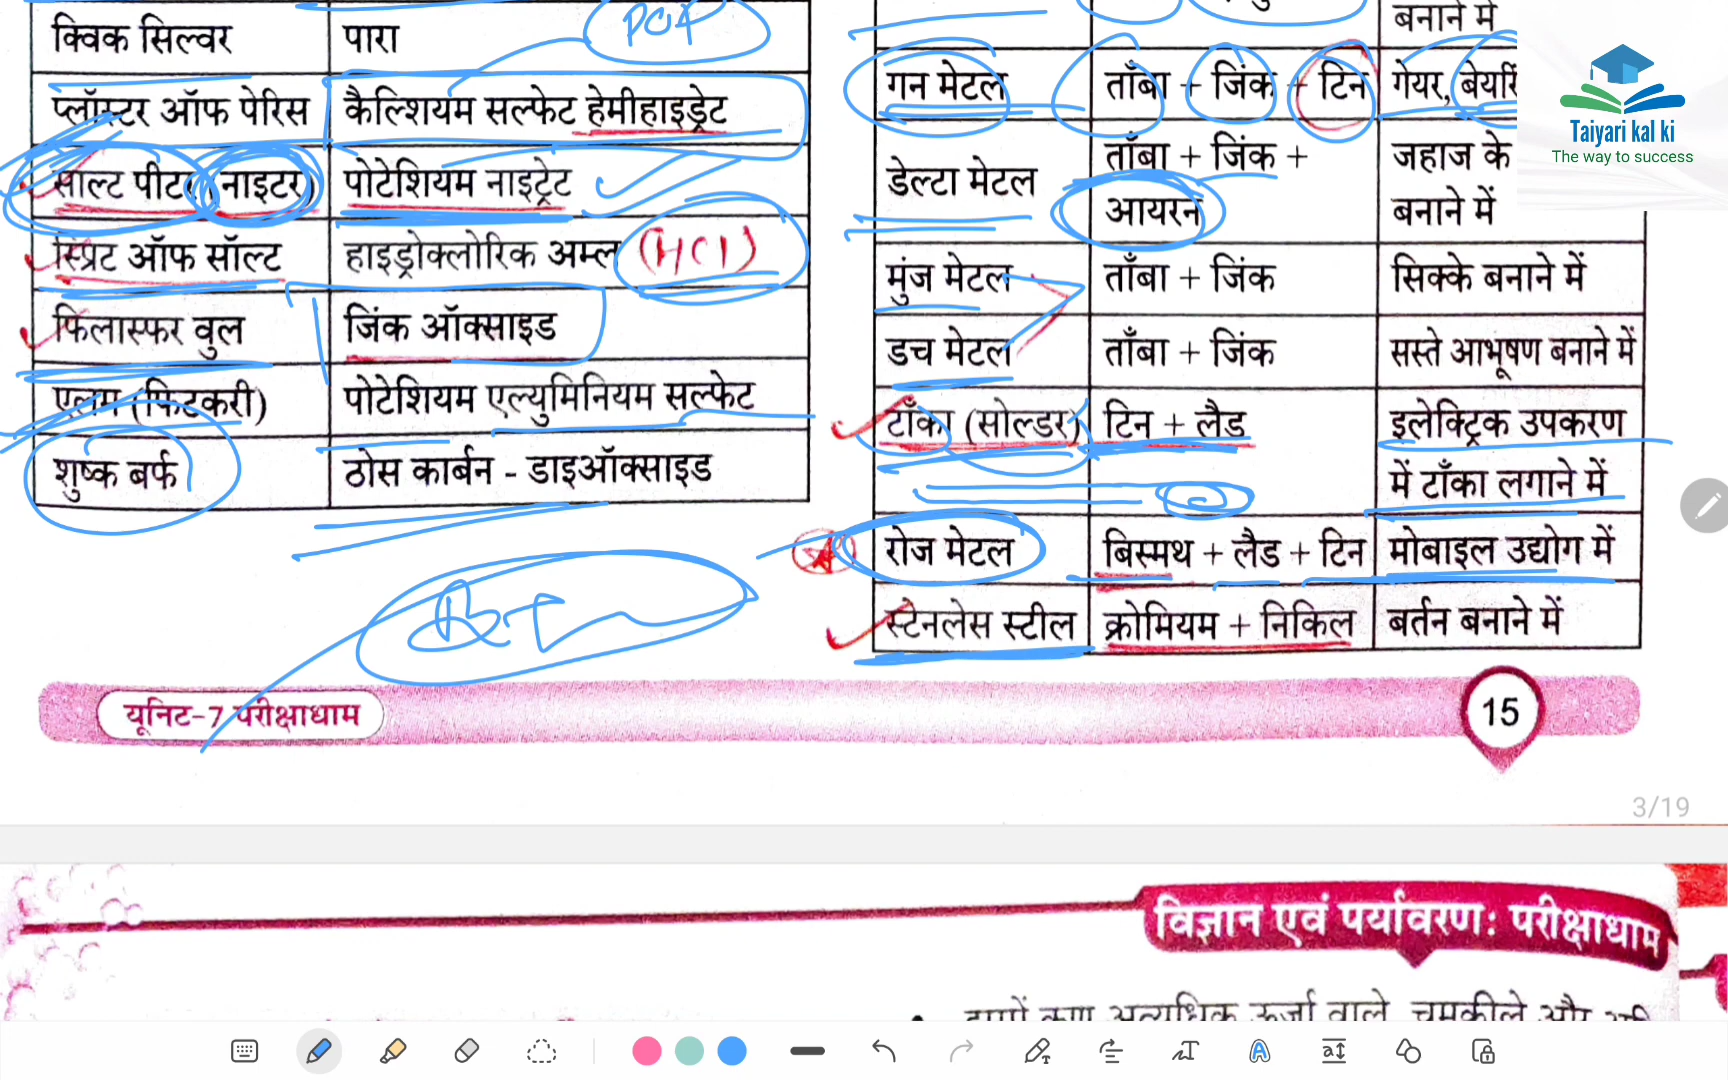 क्विक सिल्वर
पारा
POP
प्लॉस्टर ऑफ पेरिस
कैल्शियम सल्फेट हेमीहाइड्रेट
साल्ट पीटर (नाइटर)
पोटेशियम नाइट्रेट
स्प्रिट ऑफ सॉल्ट
हाइड्रोक्लोरिक अम्ल (HCl)
फिलास्फर वुल
जिंक ऑक्साइड
एलम (फिटकरी)
पोटेशियम एल्युमिनियम सल्फेट
शुष्क बर्फ
ठोस कार्बन - डाइऑक्साइड
बनाने में
गन मेटल
ताँबा + जिंक + टिन
गेयर,
डेल्टा मेटल
ताँबा + जिंक +
आयरन
जहाज के
बनाने में
मुंज मेटल
ताँबा + जिंक
सिक्के बनाने में
डच मेटल
ताँबा + जिंक
सस्ते आभूषण बनाने में
टाँका (सोल्डर)
टिन + लैड
इलेक्ट्रिक उपकरण
में टाँका लगाने में
रोज मेटल
बिस्मथ + लैड + टिन
मोबाइल उद्योग में
स्टेनलेस स्टील
क्रोमियम + निकिल
बर्तन बनाने में
Taiyari kal ki
The way to success
यूनिट-7 परीक्षाधाम
15
3/19
विज्ञान एवं पर्यावरण: परीक्षाधाम